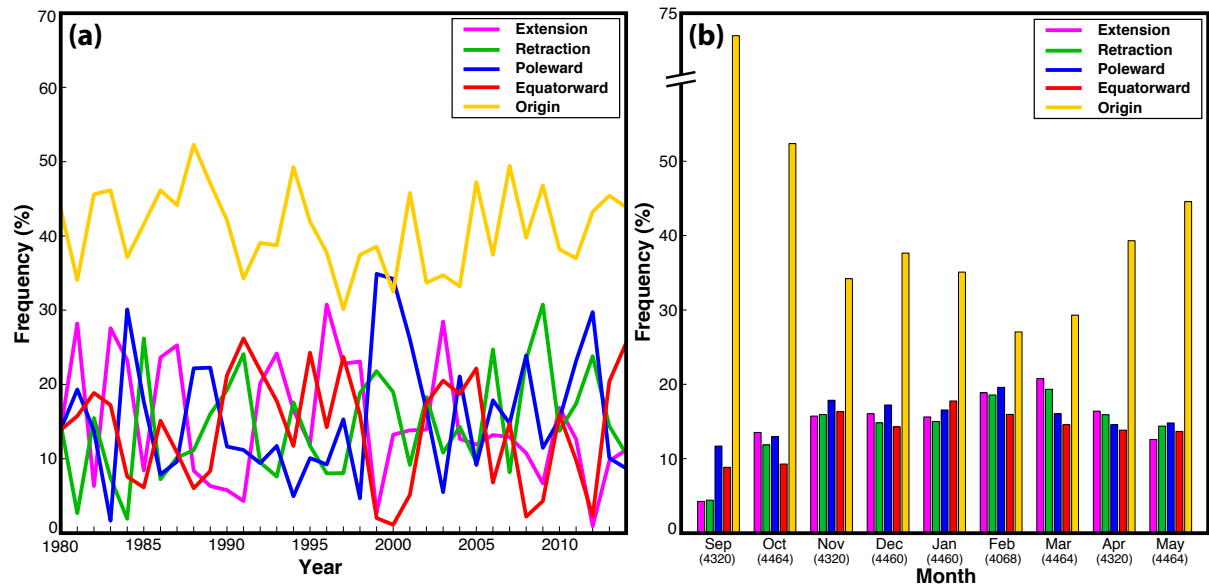 (a)
Extension
Retraction
Poleward
Equatorward
Origin
Frequency (%)
70
60
50
40
30
20
10
0
1980 1985 1990 1995 2000 2005 2010
Year
(b)
Extension
Retraction
Poleward
Equatorward
Origin
Frequency (%)
75
50
40
30
20
10
0
Sep Oct Nov Dec Jan Feb Mar Apr May
(4320) (4464) (4320) (4460) (4460) (4068) (4464) (4320) (4464)
Month